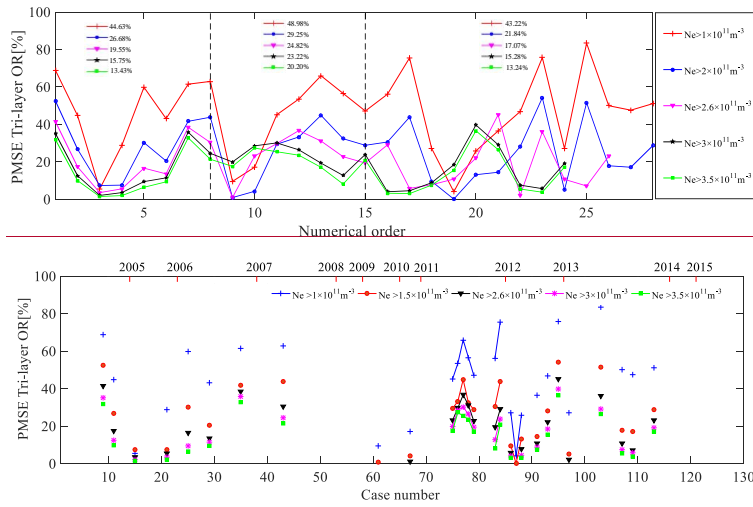 PMSE Tri-layer OR[%]
100
80
60
40
20
0
44.63%
26.68%
19.55%
15.75%
13.43%
48.98%
29.25%
24.82%
23.22%
20.20%
43.22%
21.84%
17.07%
15.28%
13.24%
Ne>1×10¹¹m⁻³
Ne>2×10¹¹m⁻³
Ne>2.6×10¹¹m⁻³
Ne>3×10¹¹m⁻³
Ne>3.5×10¹¹m⁻³
5 10 15 20 25
Numerical order
2005 2006 2007 2008 2009 2010 2011 2012 2013 2014 2015
PMSE Tri-layer OR[%]
100
80
60
40
20
0
Ne >1×10¹¹m⁻³ Ne >1.5×10¹¹m⁻³ Ne >2.6×10¹¹m⁻³ Ne >3×10¹¹m⁻³ Ne >3.5×10¹¹m⁻³
0 10 20 30 40 50 60 70 80 90 100 110 120 130
Case number